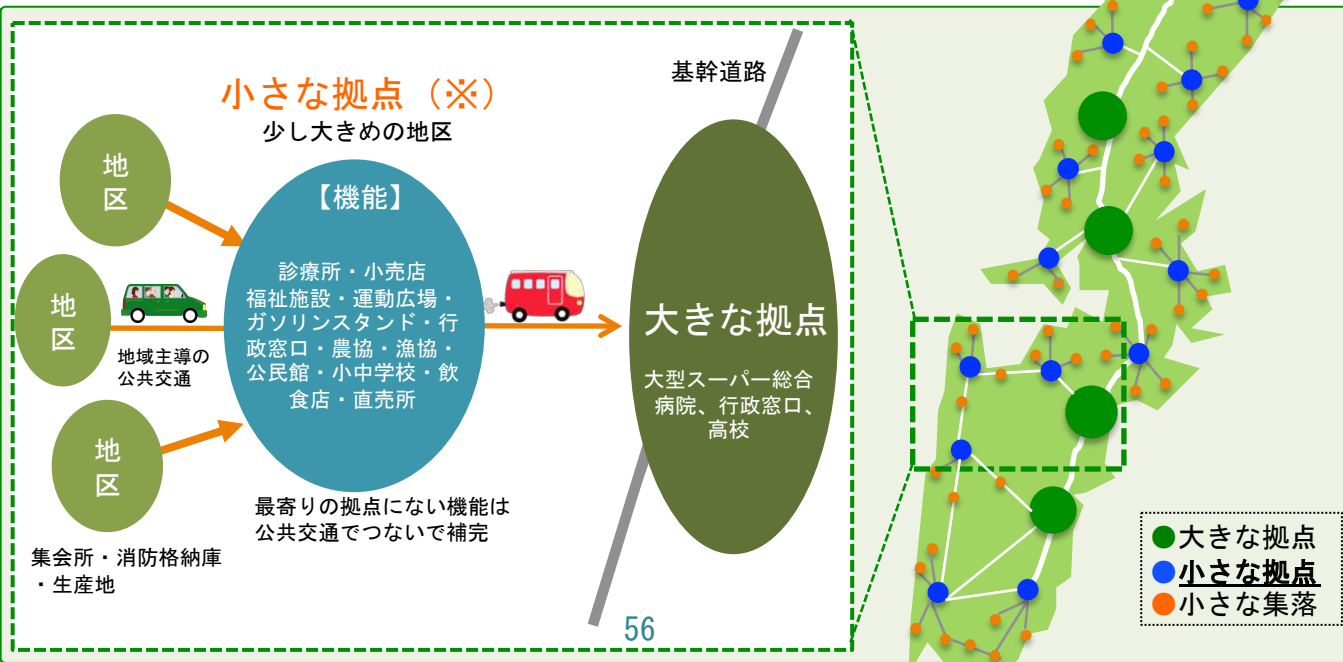 基幹道路
小さな拠点（※）
少し大きめの地区
地
区
地
区
地
区
地域主導の
公共交通
集会所・消防格納庫
・生産地
【機能】
診療所・小売店
福祉施設・運動広場・
ガソリンスタンド・行
政窓口・農協・漁協・
公民館・小中学校・飲
食店・直売所
最寄りの拠点にない機能は
公共交通でつないで補完
大きな拠点
大型スーパー総合
病院、行政窓口、
高校
56
大きな拠点
小さな拠点
小さな集落